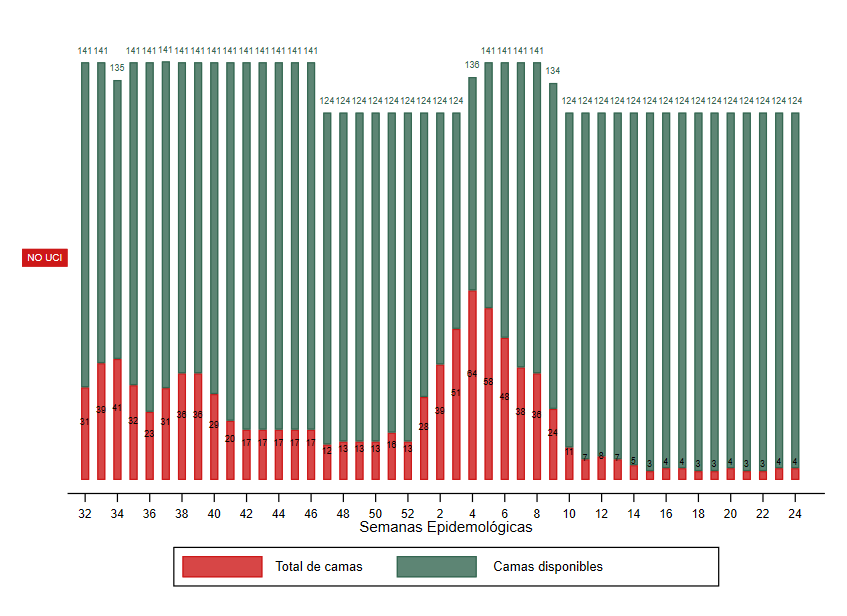 141 141 135 141 141 141 141 141 141 141 141 141 141 141 141 124 124 124 124 124 124 124 124 124 136 141 141 141 141 134 124 124 124 124 124 124 124 124 124 124 124 124 124 124 124
NO UCI
31 39 41 32 23 31 36 36 29 20 17 17 17 17 17 12 13 13 13 16 13 28 39 51 64 58 48 38 36 24 11 7 8 7 5 3 4 4 3 3 4 3 3 4 4
32 34 36 38 40 42 44 46 48 50 52 2 4 6 8 10 12 14 16 18 20 22 24
Semanas Epidemológicas
Total de camas Camas disponibles